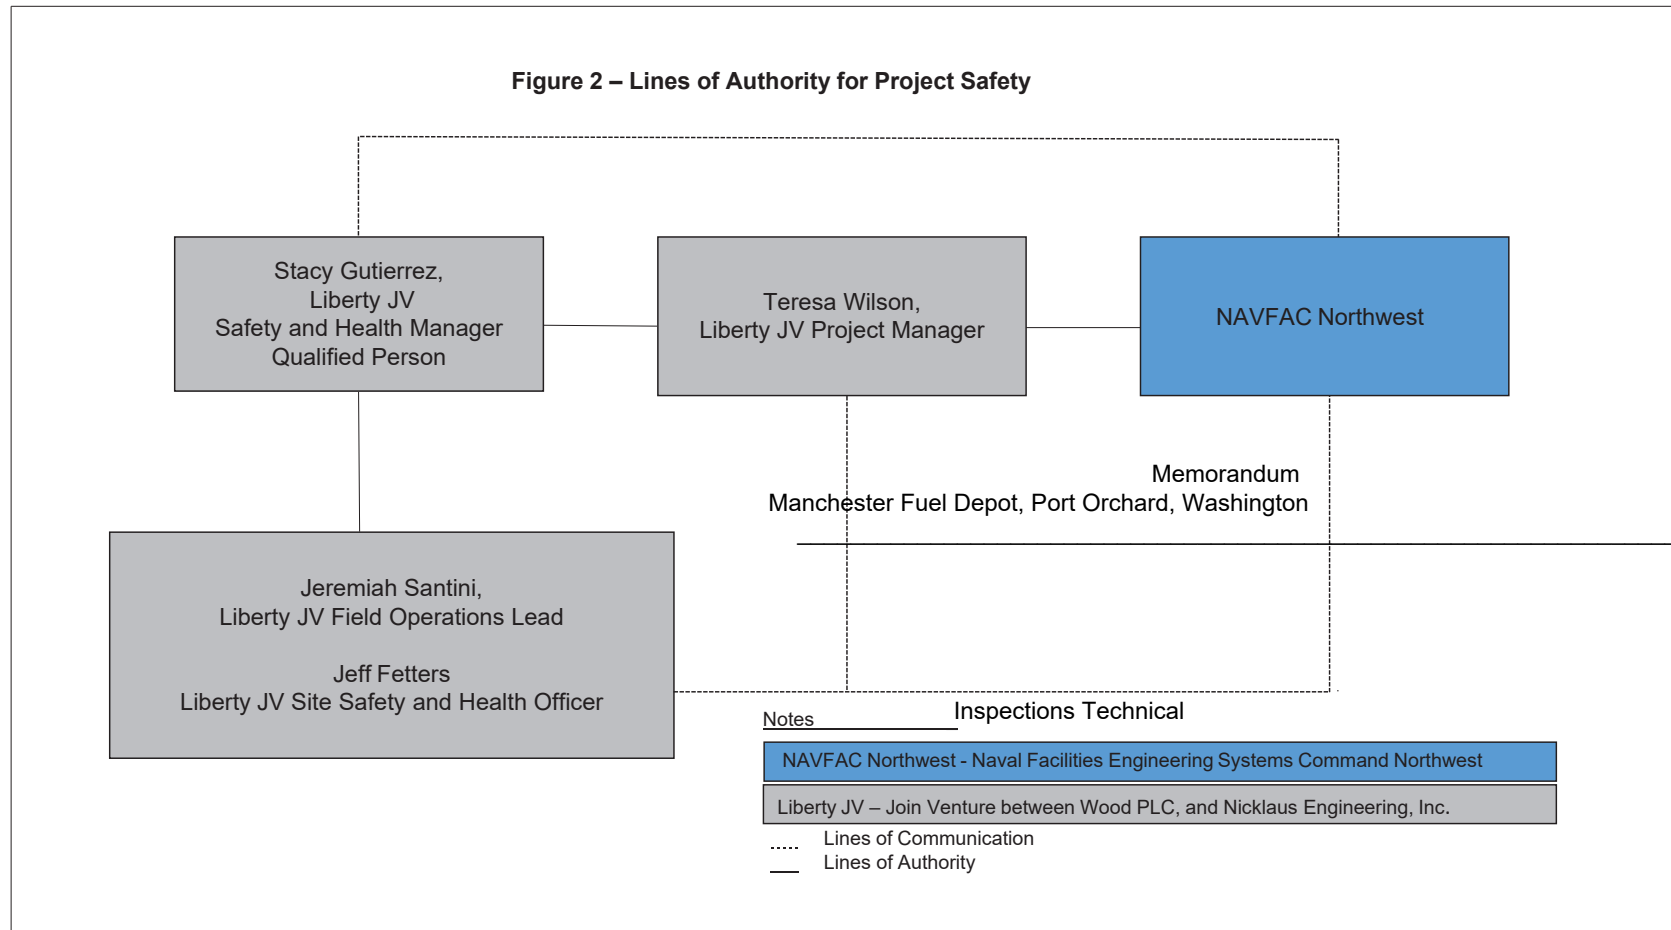 Figure 2 – Lines of Authority for Project Safety
Stacy Gutierrez,
Liberty JV
Safety and Health Manager
Qualified Person
Teresa Wilson,
Liberty JV Project Manager
NAVFAC Northwest
Memorandum
Manchester Fuel Depot, Port Orchard, Washington
Jeremiah Santini,
Liberty JV Field Operations Lead
Jeff Fetters
Liberty JV Site Safety and Health Officer
Inspections Technical
Notes
NAVFAC Northwest - Naval Facilities Engineering Systems Command Northwest
Liberty JV – Join Venture between Wood PLC, and Nicklaus Engineering, Inc.
Lines of Communication
Lines of Authority